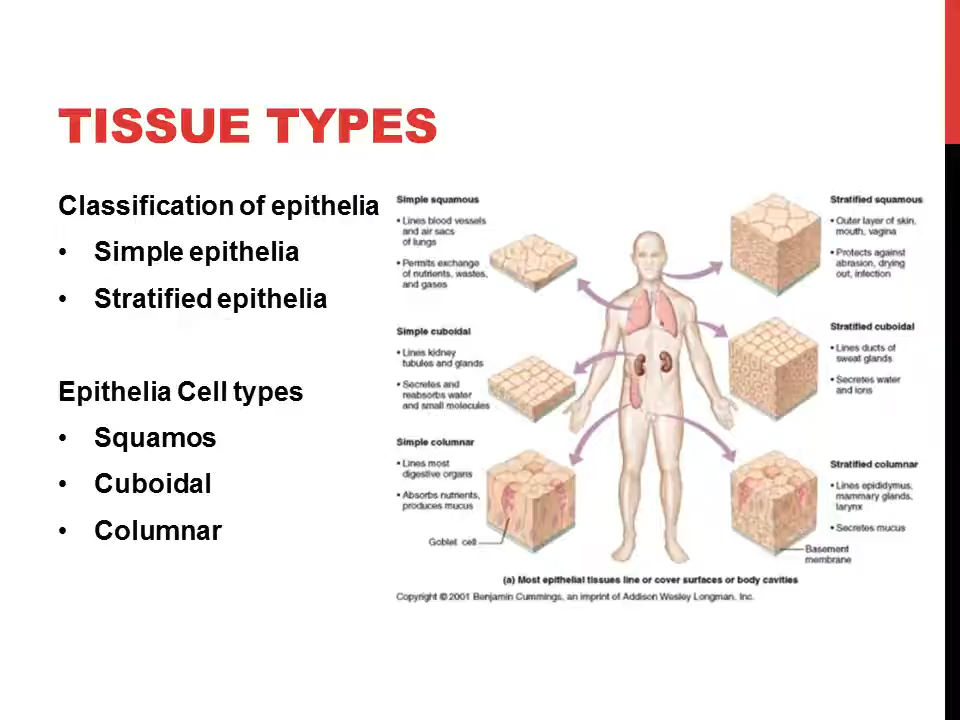 TISSUE TYPES
Classification of epithelia
• Simple epithelia
• Stratified epithelia
Epithelia Cell types
• Squamos
• Cuboidal
• Columnar
Simple squamous
• Lines blood vessels
and air sacs
of lungs
• Permits exchange
of nutrients, wastes,
and gases
Simple cuboidal
• Lines kidney
tubules and glands
• Secretes and
reabsorbs water
and small molecules
Simple columnar
• Lines most
digestive organs
• Absorbs nutrients,
produces mucus
Goblet cell
Stratified squamous
• Outer layer of skin,
mouth, vagina
• Protects against
abrasion, drying
out, infection
Stratified cuboidal
• Lines ducts of
sweat glands
• Secretes water
and ions
Stratified columnar
• Lines epididymus,
mammary glands,
larynx
• Secretes mucus
Basement
membrane
(a) Most epithelial tissues line or cover surfaces or body cavities
Copyright © 2001 Benjamin Cummings, an imprint of Addison Wesley Longman, Inc.